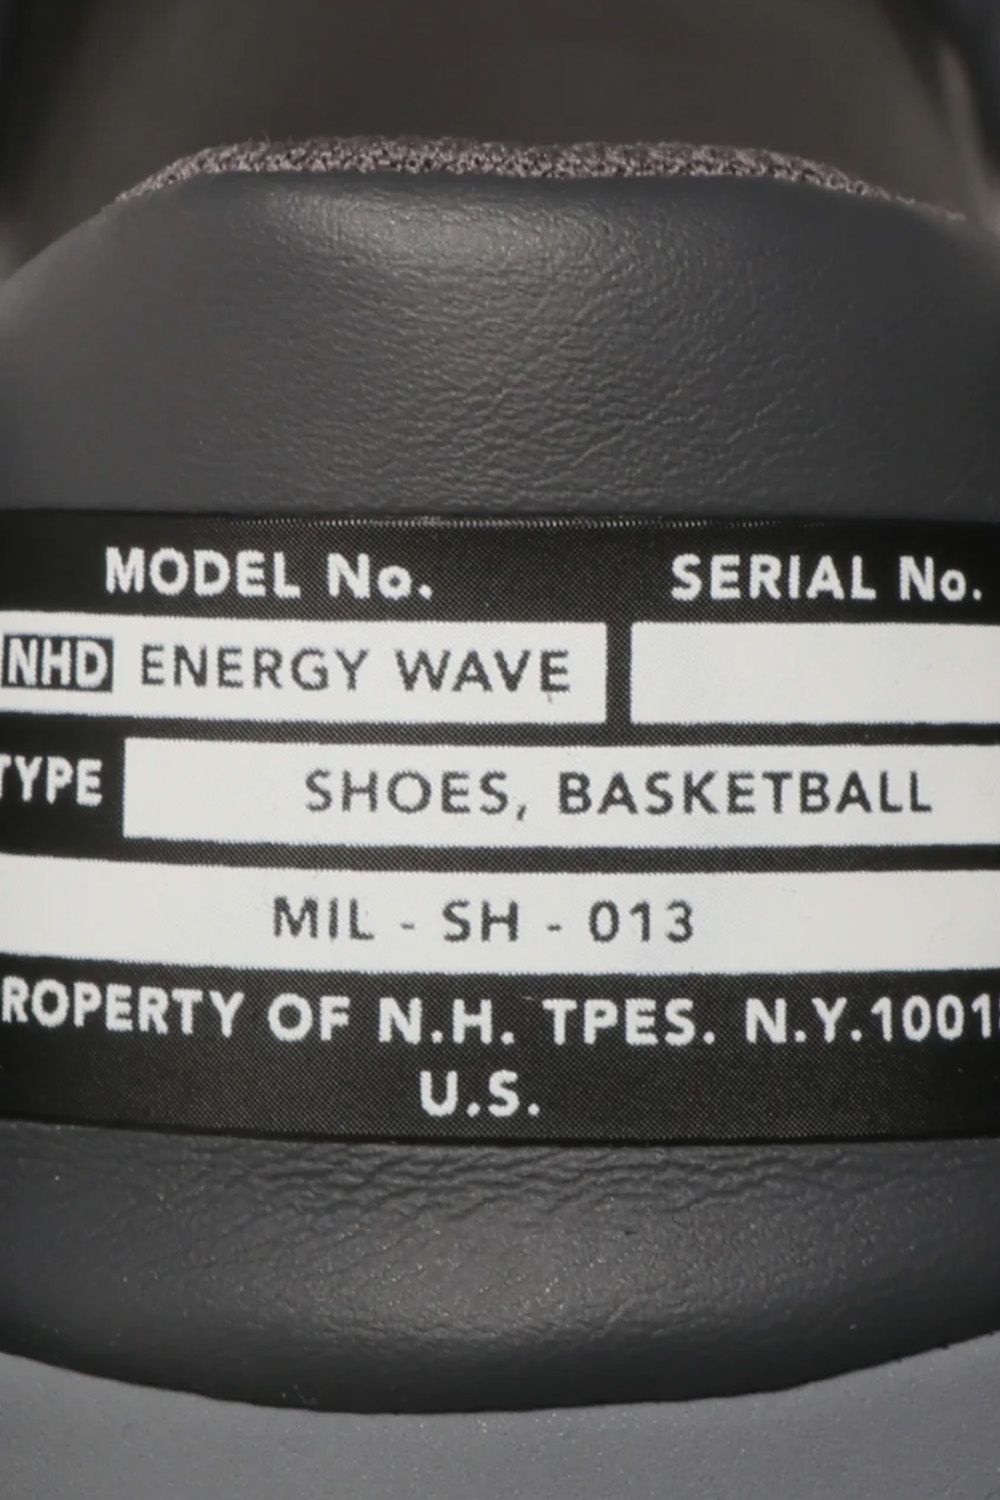 MODEL No. SERIAL No.
NHD ENERGY WAVE
TYPE SHOES, BASKETBALL
MIL - SH - 013
ROPERTY OF N.H. TPES. N.Y.1001
U.S.